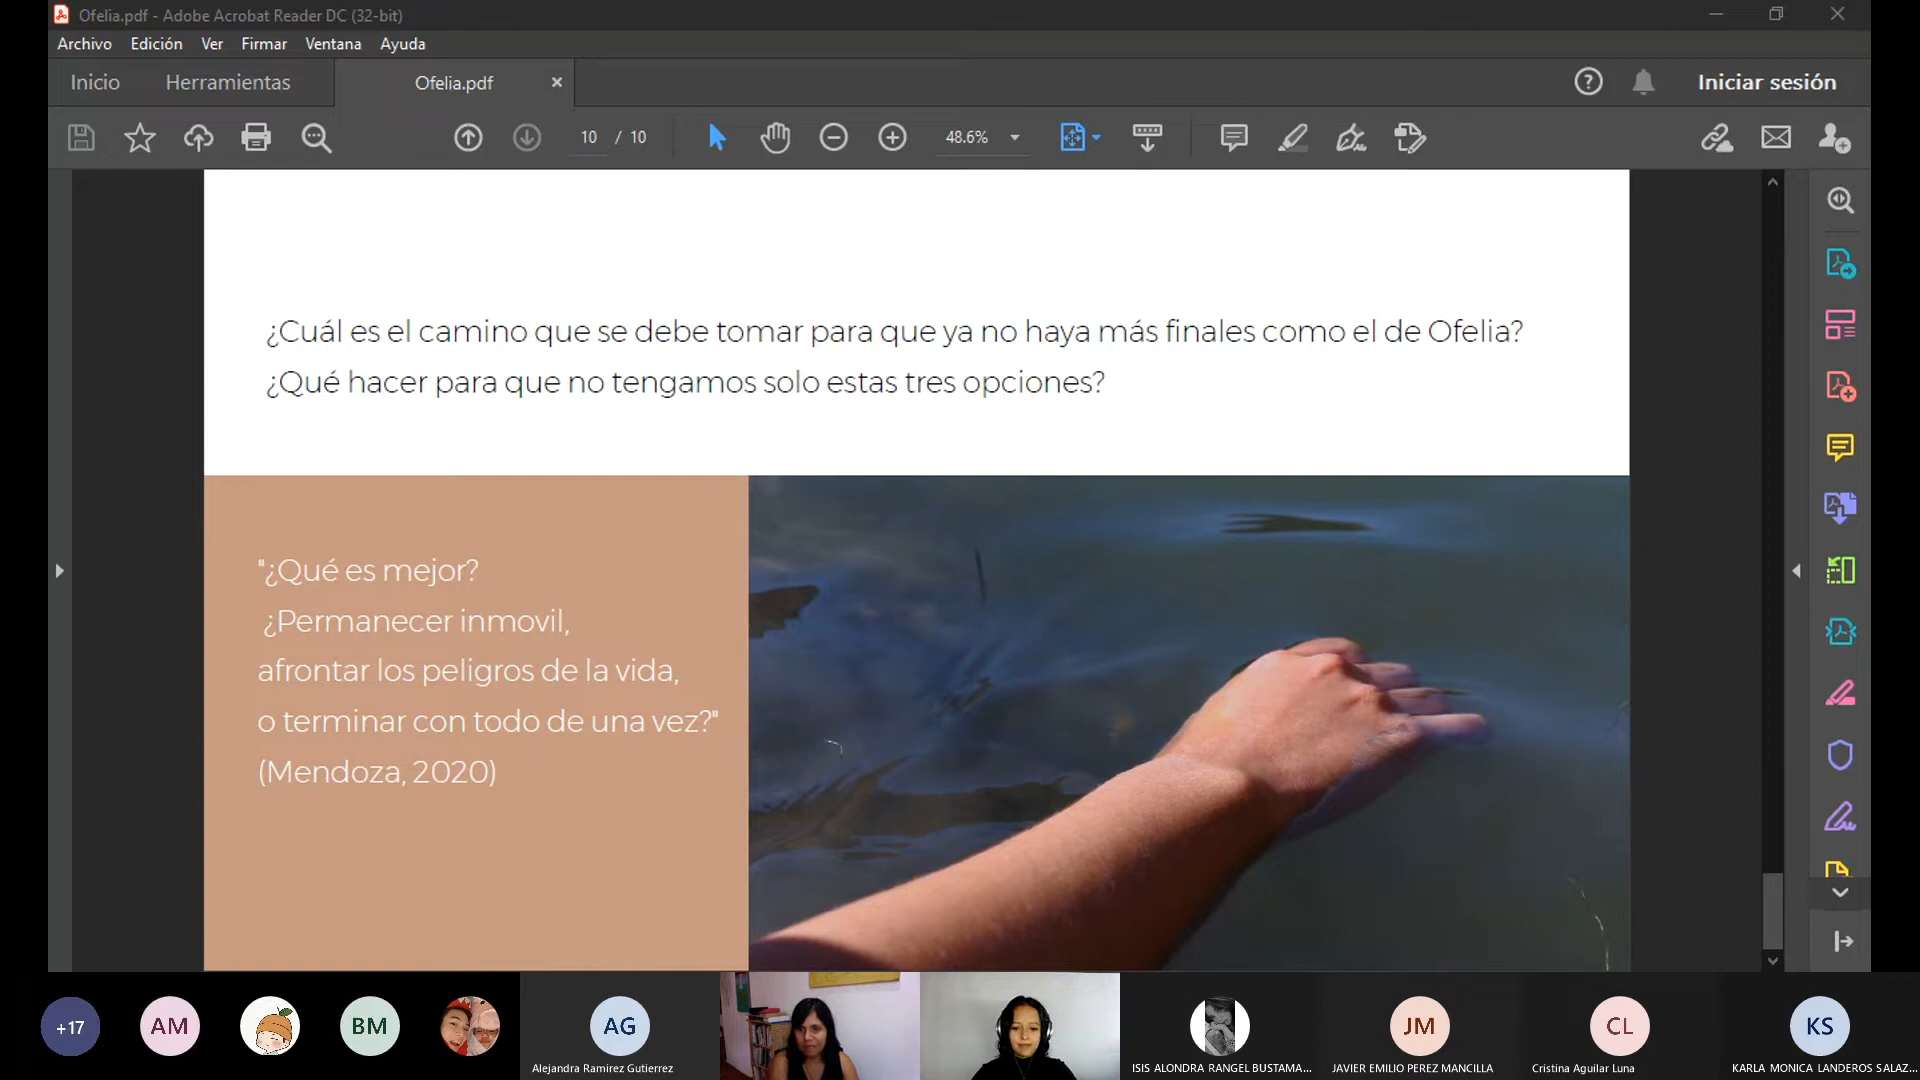 Ofelia.pdf - Adobe Acrobat Reader DC (32-bit)
Archivo Edición Ver Firmar Ventana Ayuda
Inicio Herramientas Ofelia.pdf Iniciar sesión
10 / 10 48.6%
¿Cuál es el camino que se debe tomar para que ya no haya más finales como el de Ofelia?
¿Qué hacer para que no tengamos solo estas tres opciones?
"¿Qué es mejor?
¿Permanecer inmovil,
afrontar los peligros de la vida,
o terminar con todo de una vez?"
(Mendoza, 2020)
+17 AM BM AG JM CL KS
Alejandra Ramirez Gutierrez ISIS ALONDRA RANGEL BUSTAMA... JAVIER EMILIO PEREZ MANCILLA Cristina Aguilar Luna KARLA MONICA LANDEROS SALAZ...